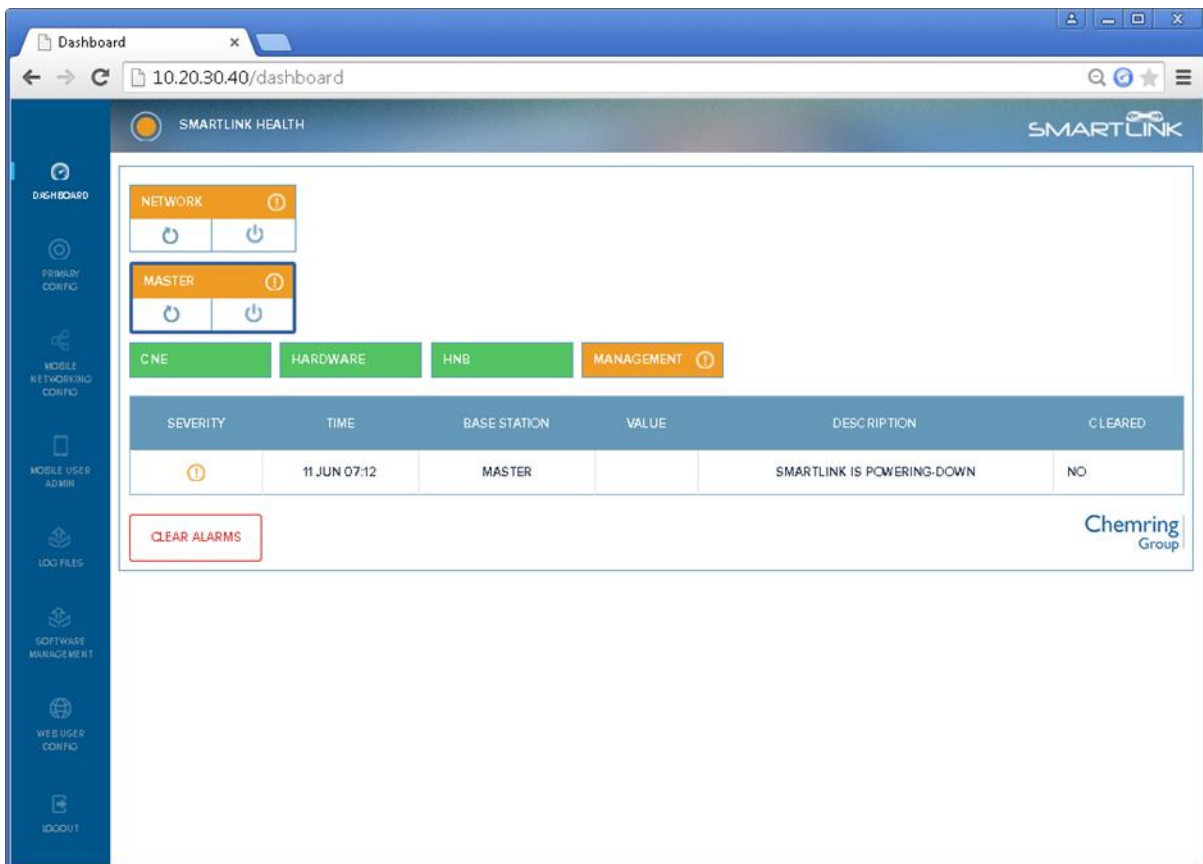 Dashboard
10.20.30.40/dashboard
SMARTLINK HEALTH
SMARTLINK
DASHBOARD
PRIMARY
CONFIG
MOBILE
NETWORKING
CONFIG
MOBILE USER
ADMIN
LOG FILES
SOFTWARE
MANAGEMENT
WEB USER
CONFIG
LOGOUT
NETWORK
MASTER
CNE HARDWARE HNB MANAGEMENT
SEVERITY TIME BASE STATION VALUE DESCRIPTION CLEARED
11 JUN 07:12 MASTER SMARTLINK IS POWERING-DOWN NO
CLEAR ALARMS
Chemring
Group